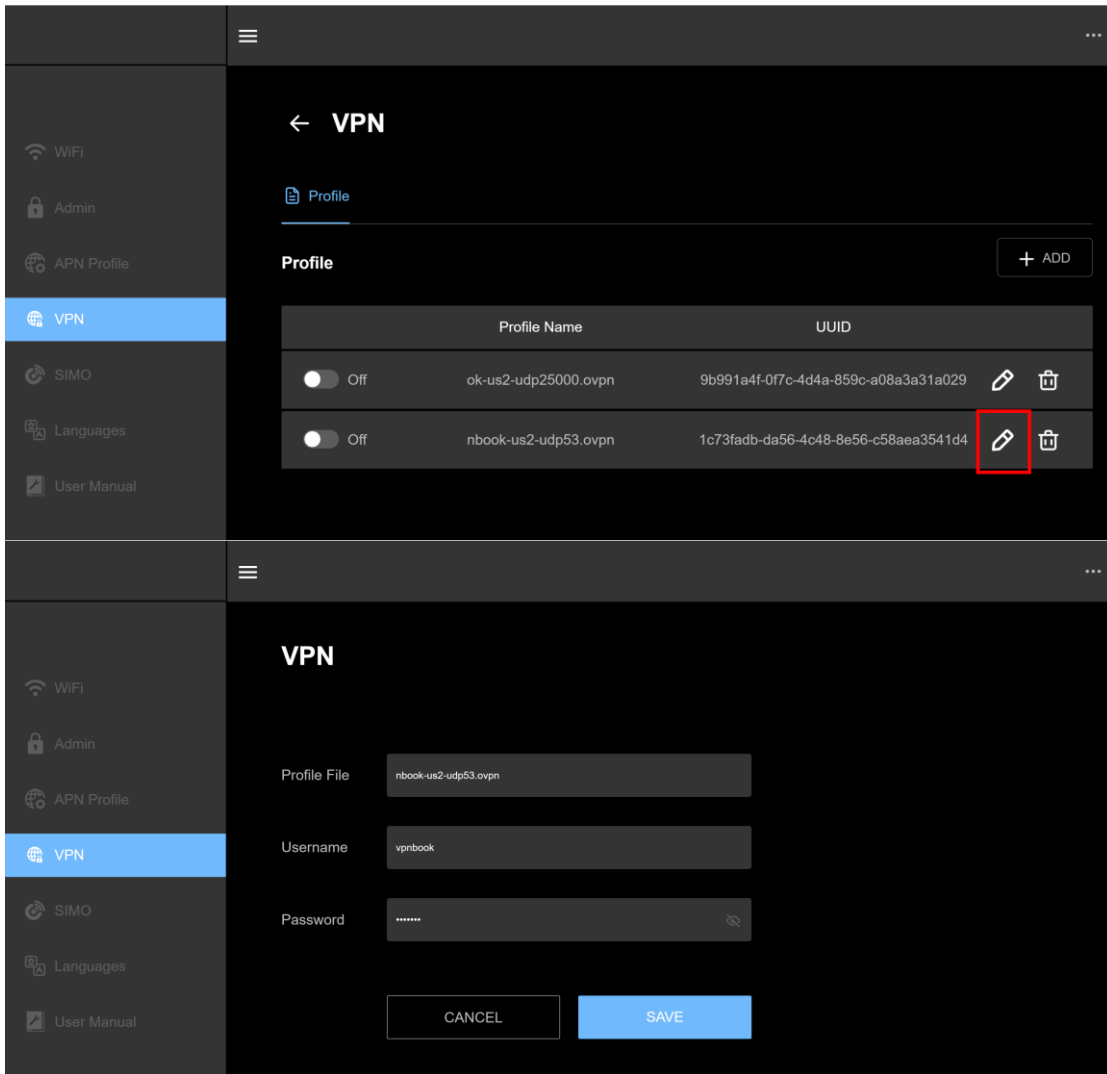 VPN
WiFi
Profile
Admin
Profile
ADD
APN Profile
VPN
Profile Name UUID
SIMO
Off ok-us2-udp25000.ovpn 9b991a4f-0f7c-4d4a-859c-a08a3a31a029
Languages
Off nbook-us2-udp53.ovpn 1c73fadb-da56-4c48-8e56-c58aea3541d4
User Manual
VPN
WiFi
Admin
Profile File nbook-us2-udp53.ovpn
APN Profile
Username vpnbook
VPN
SIMO
Password •••••••
Languages
User Manual
CANCEL SAVE